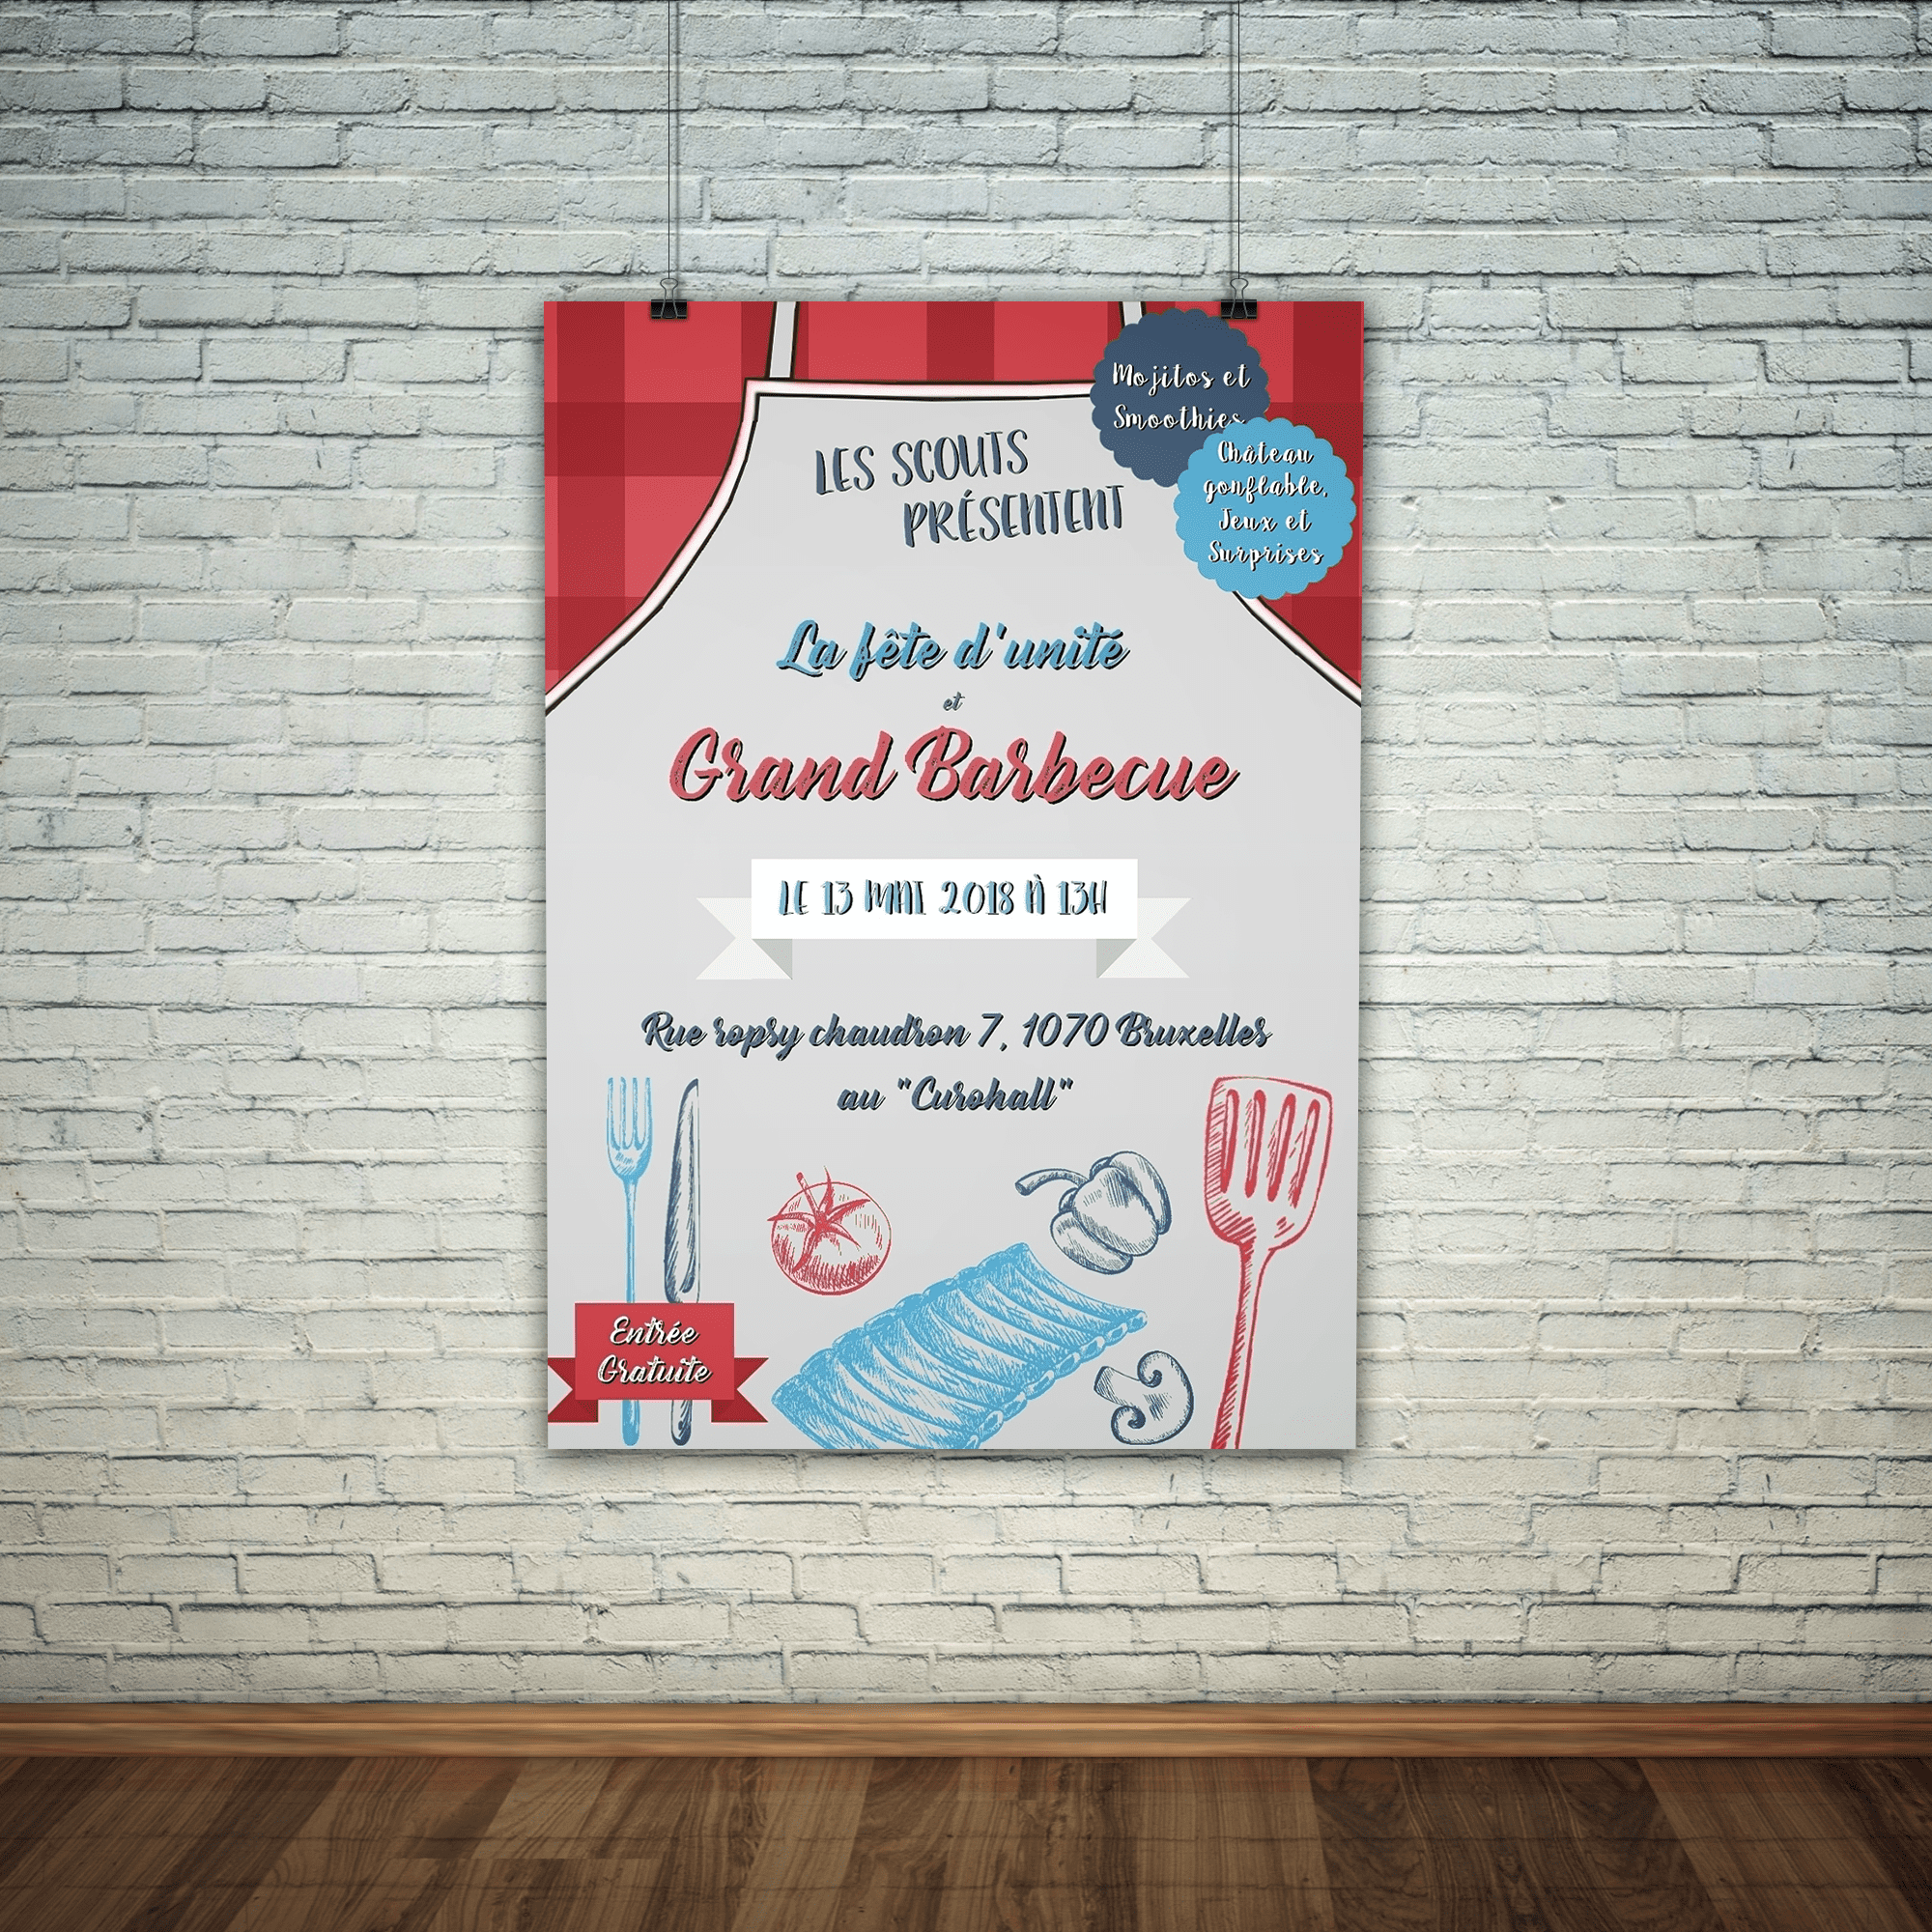 Mojitos et
Smoothies
Château
gonflable,
Jeux et
Surprises
LES SCOUTS
PRÉSENTENT
La fête d'unité
et
Grand Barbecue
LE 13 MAI 2018 À 13H
Rue ropsy chaudron 7, 1070 Bruxelles
au "Curohall"
Entrée
Gratuite